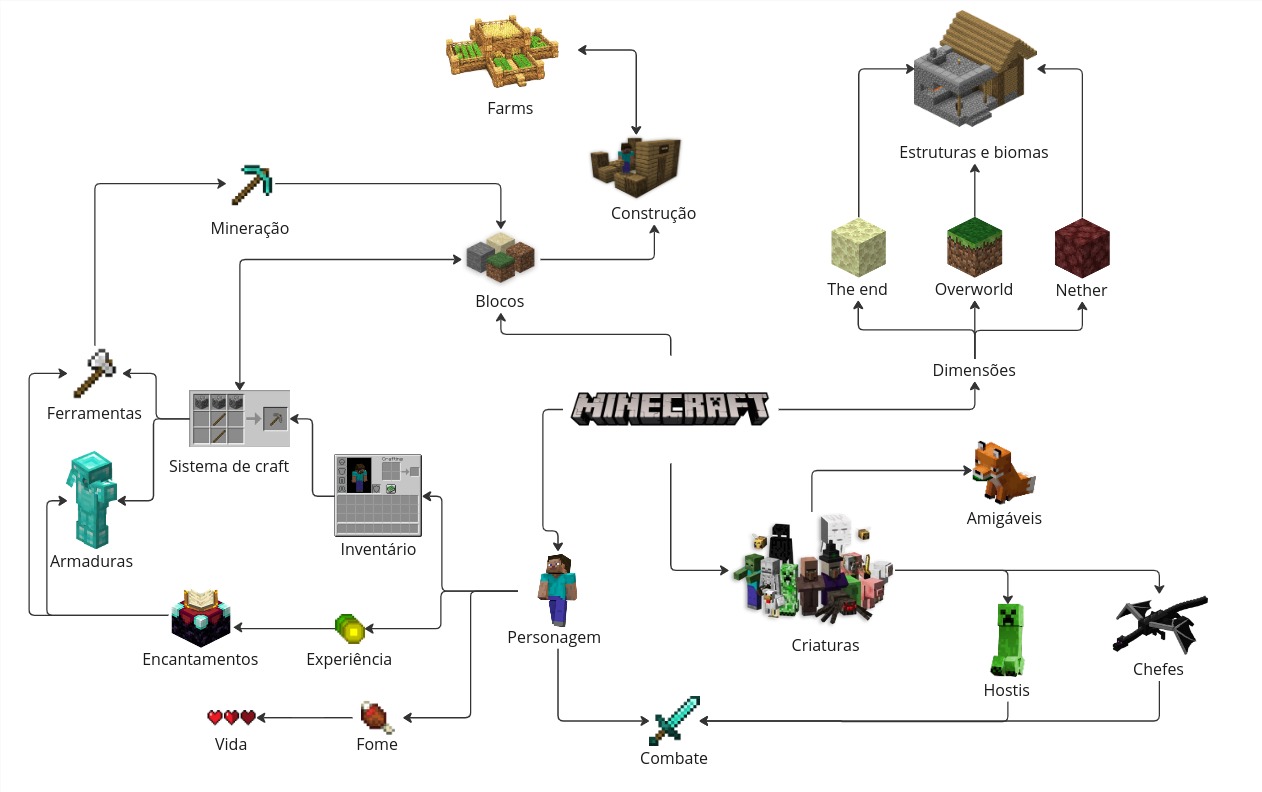 Farms
Estruturas e biomas
Construção
Mineração
The end
Overworld
Nether
Blocos
Dimensões
MINECRAFT
Ferramentas
Sistema de craft
Crafting
Inventário
Amigáveis
Armaduras
Personagem
Criaturas
Encantamentos
Experiência
Chefes
Hostis
Vida
Fome
Combate